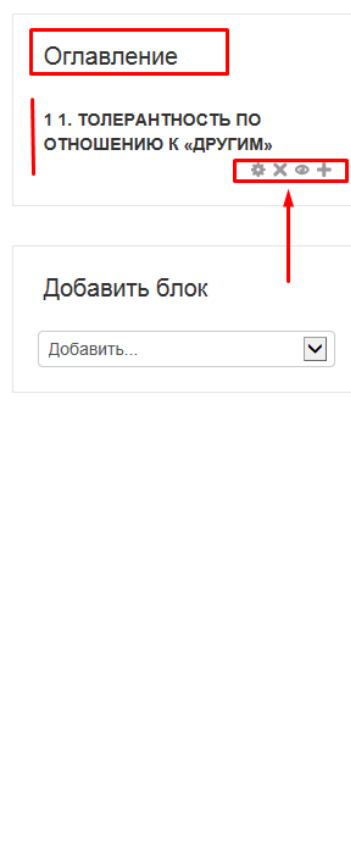 Оглавление
1 1. ТОЛЕРАНТНОСТЬ ПО
ОТНОШЕНИЮ К «ДРУГИМ»
Добавить блок
Добавить...